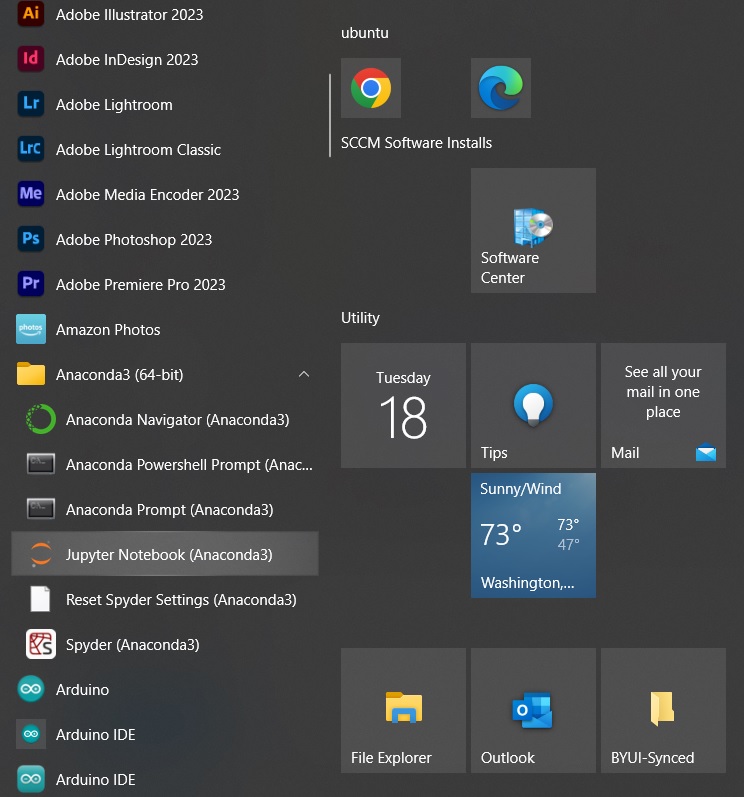 Ai Adobe Illustrator 2023
Id Adobe InDesign 2023
Lr Adobe Lightroom
LrC Adobe Lightroom Classic
Me Adobe Media Encoder 2023
Ps Adobe Photoshop 2023
Pr Adobe Premiere Pro 2023
photos Amazon Photos
Anaconda3 (64-bit)
Anaconda Navigator (Anaconda3)
Anaconda Powershell Prompt (Anac...
Anaconda Prompt (Anaconda3)
Jupyter Notebook (Anaconda3)
Reset Spyder Settings (Anaconda3)
Spyder (Anaconda3)
Arduino
Arduino IDE
Arduino IDE
ubuntu
SCCM Software Installs
Software
Center
Utility
Tuesday
18
Tips
See all your
mail in one
place
Mail
Sunny/Wind
73° 73°
47°
Washington,...
File Explorer
Outlook
BYUI-Synced